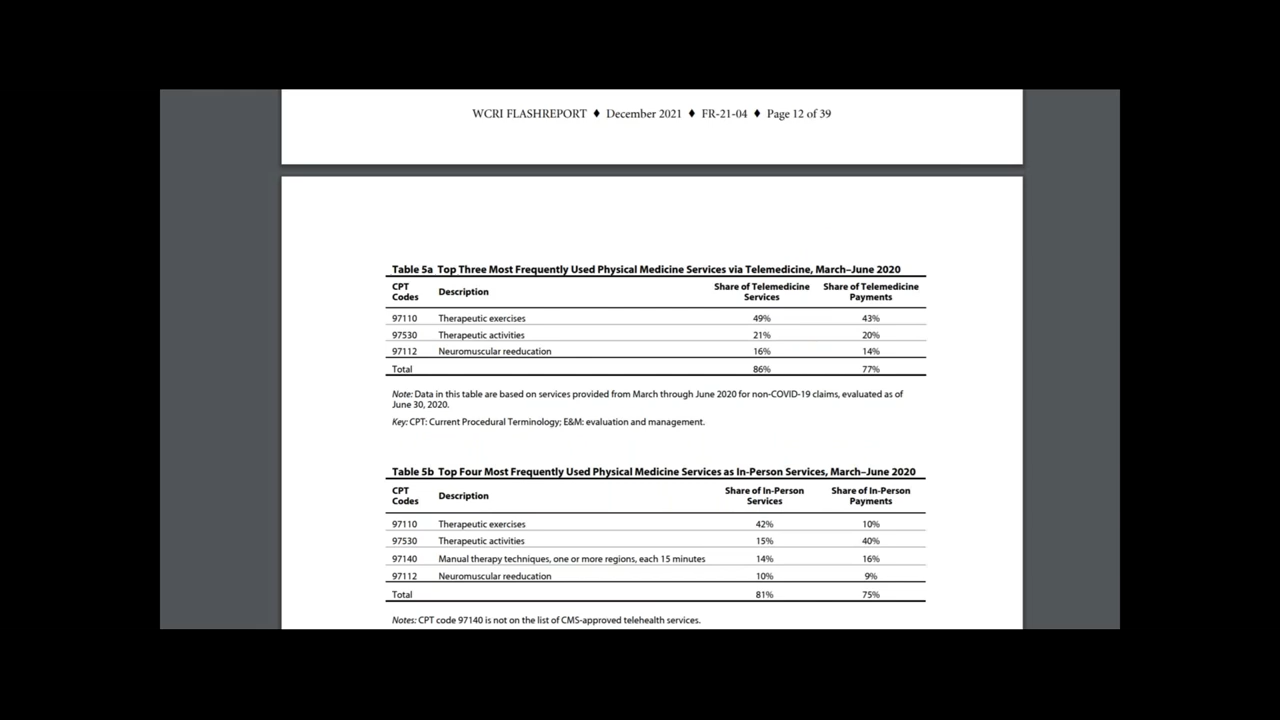 WCRI FLASHREPORT ♦ December 2021 ♦ FR-21-04 ♦ Page 12 of 39
Table 5a Top Three Most Frequently Used Physical Medicine Services via Telemedicine, March–June 2020
CPT Codes Description Share of Telemedicine Services Share of Telemedicine Payments
97110 Therapeutic exercises 49% 43%
97530 Therapeutic activities 21% 20%
97112 Neuromuscular reeducation 16% 14%
Total 86% 77%
Note: Data in this table are based on services provided from March through June 2020 for non-COVID-19 claims, evaluated as of
June 30, 2020.
Key: CPT: Current Procedural Terminology; E&M: evaluation and management.
Table 5b Top Four Most Frequently Used Physical Medicine Services as In-Person Services, March–June 2020
CPT Codes Description Share of In-Person Services Share of In-Person Payments
97110 Therapeutic exercises 42% 10%
97530 Therapeutic activities 15% 40%
97140 Manual therapy techniques, one or more regions, each 15 minutes 14% 16%
97112 Neuromuscular reeducation 10% 9%
Total 81% 75%
Notes: CPT code 97140 is not on the list of CMS-approved telehealth services.